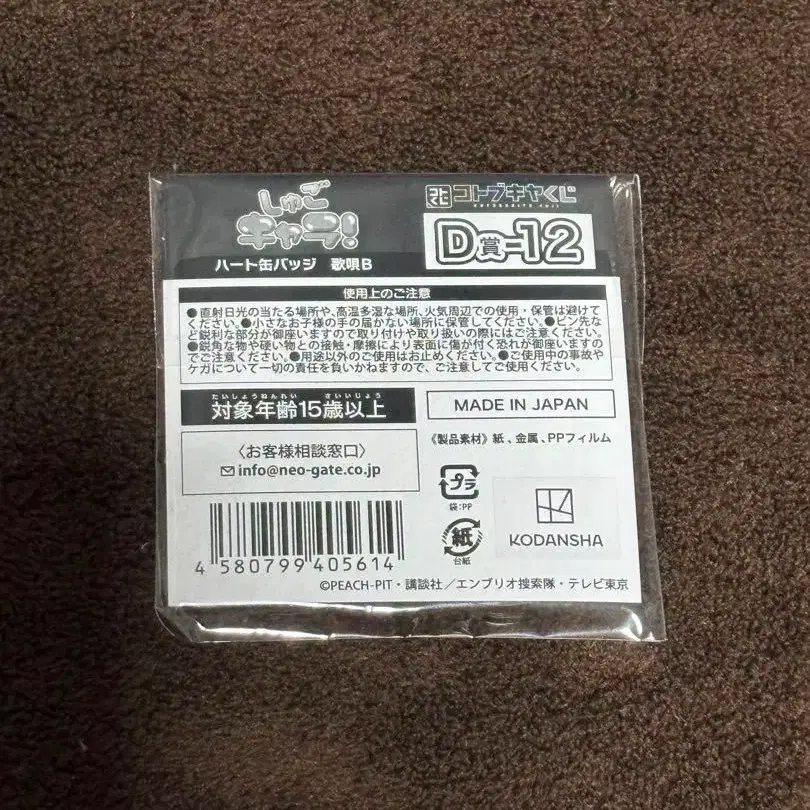 しゅご
キャラ!
ハート缶バッジ 歌唄B
コトブキヤくじ
KOTOBUKIYA KUJI
D賞-12
使用上のご注意
●直射日光の当たる場所や、高温多湿な場所、火気周辺での使用・保管は避けて
ください。●小さなお子様の手の届かない場所に保管してください。●ピン先な
ど鋭利な部分が御座いますので取り付けや取り扱いの際にはご注意ください。
●鋭角な物や硬い物との接触・摩擦により表面に傷が付く恐れが御座いますの
でご注意ください。●用途以外のご使用はお止めください。●ご使用中の事故や
ケガについて一切の責任を負いかねますので、ご注意してご使用ください。
たいしょうねんれい さいいじょう
対象年齢15歳以上
MADE IN JAPAN
〈お客様相談窓口〉
info@neo-gate.co.jp
《製品素材》紙、金属、PPフィルム
プラ
袋:PP
紙
台紙
KODANSHA
4 580799 405614
©PEACH-PIT・講談社/エンブリオ捜索隊・テレビ東京